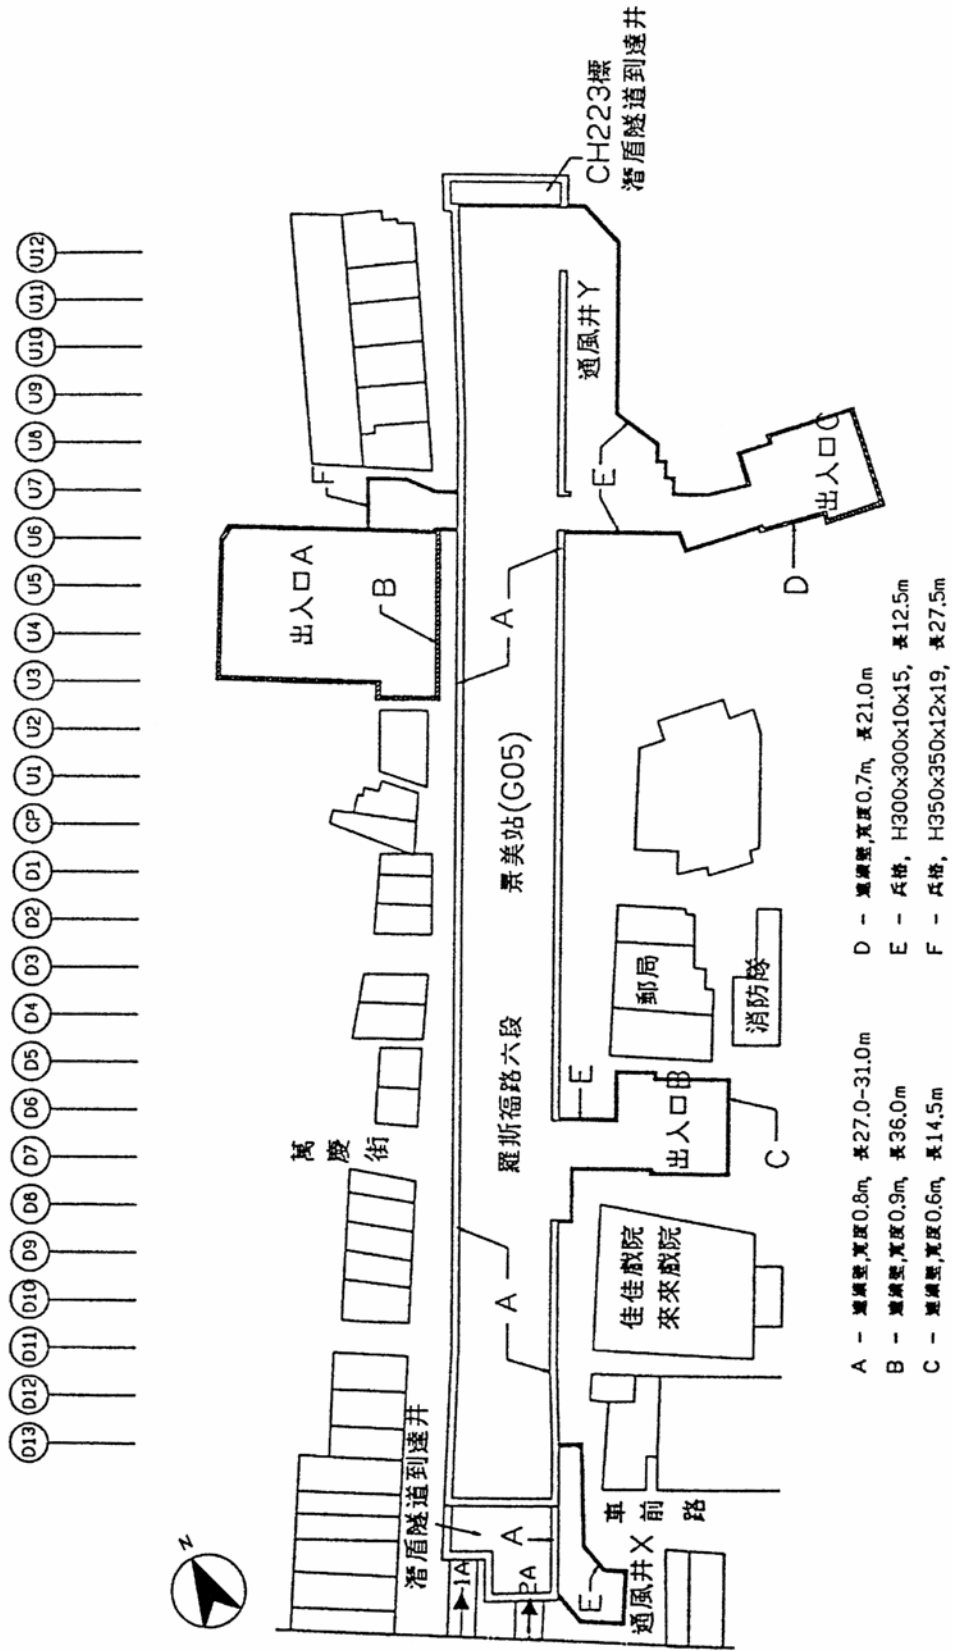 D13
D12
D11
D10
D9
D8
D7
D6
D5
D4
D3
D2
D1
CP
U1
U2
U3
U4
U5
U6
U7
U8
U9
U10
U11
U12
N
萬慶街
出入口A
B
F
潛盾隧道到達井
1A
2A
A
A
羅斯福路六段
景美站(G05)
A
CH223標
潛盾隧道到達井
E
通風井X
車前路
佳佳戲院
來來戲院
E
出入口B
C
郵局
消防隊
E
通風井Y
出入口C
D
A - 連續壁,寬度0.8m, 長27.0-31.0m
B - 連續壁,寬度0.9m, 長36.0m
C - 連續壁,寬度0.6m, 長14.5m
D - 連續壁,寬度0.7m, 長21.0m
E - 兵樁, H300x300x10x15, 長12.5m
F - 兵樁, H350x350x12x19, 長27.5m